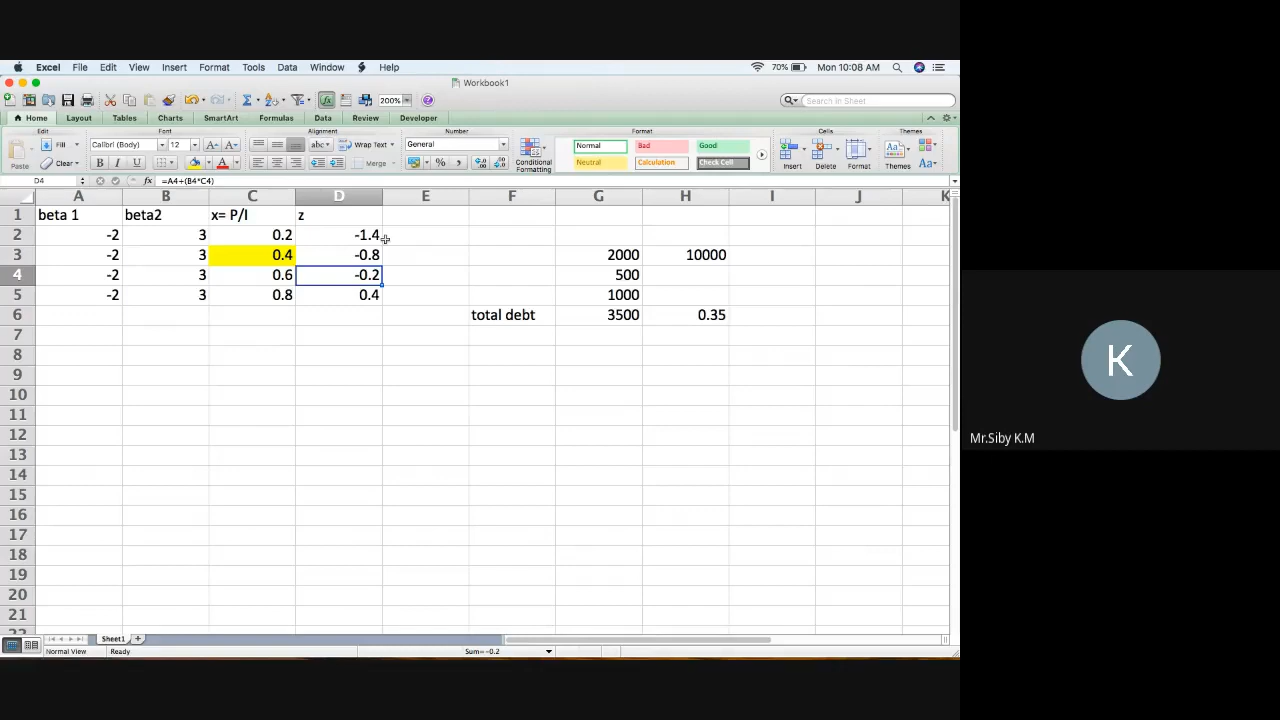 Excel File Edit View Insert Format Tools Data Window Help 70% Mon 10:08 AM
Workbook1
200% Search in Sheet
Home Layout Tables Charts SmartArt Formulas Data Review Developer
Edit Font Alignment Number Format Cells Themes
Fill Calibri (Body) 12 abc Wrap Text General Normal Bad Good
Paste Clear B I U A Merge % Conditional Formatting Neutral Calculation Check Cell Insert Delete Format Themes Aa
D4 fx =A4+(B4*C4)
A B C D E F G H I J K
1 beta 1 beta2 x= P/I z
2 -2 3 0.2 -1.4
3 -2 3 0.4 -0.8 2000 10000
4 -2 3 0.6 -0.2 500
5 -2 3 0.8 0.4 1000
6 total debt 3500 0.35
7
8
9
10
11
12
13
14
15
16
17
18
19
20
21
22
Sheet1
Normal View Ready Sum=-0.2
K
Mr.Siby K.M